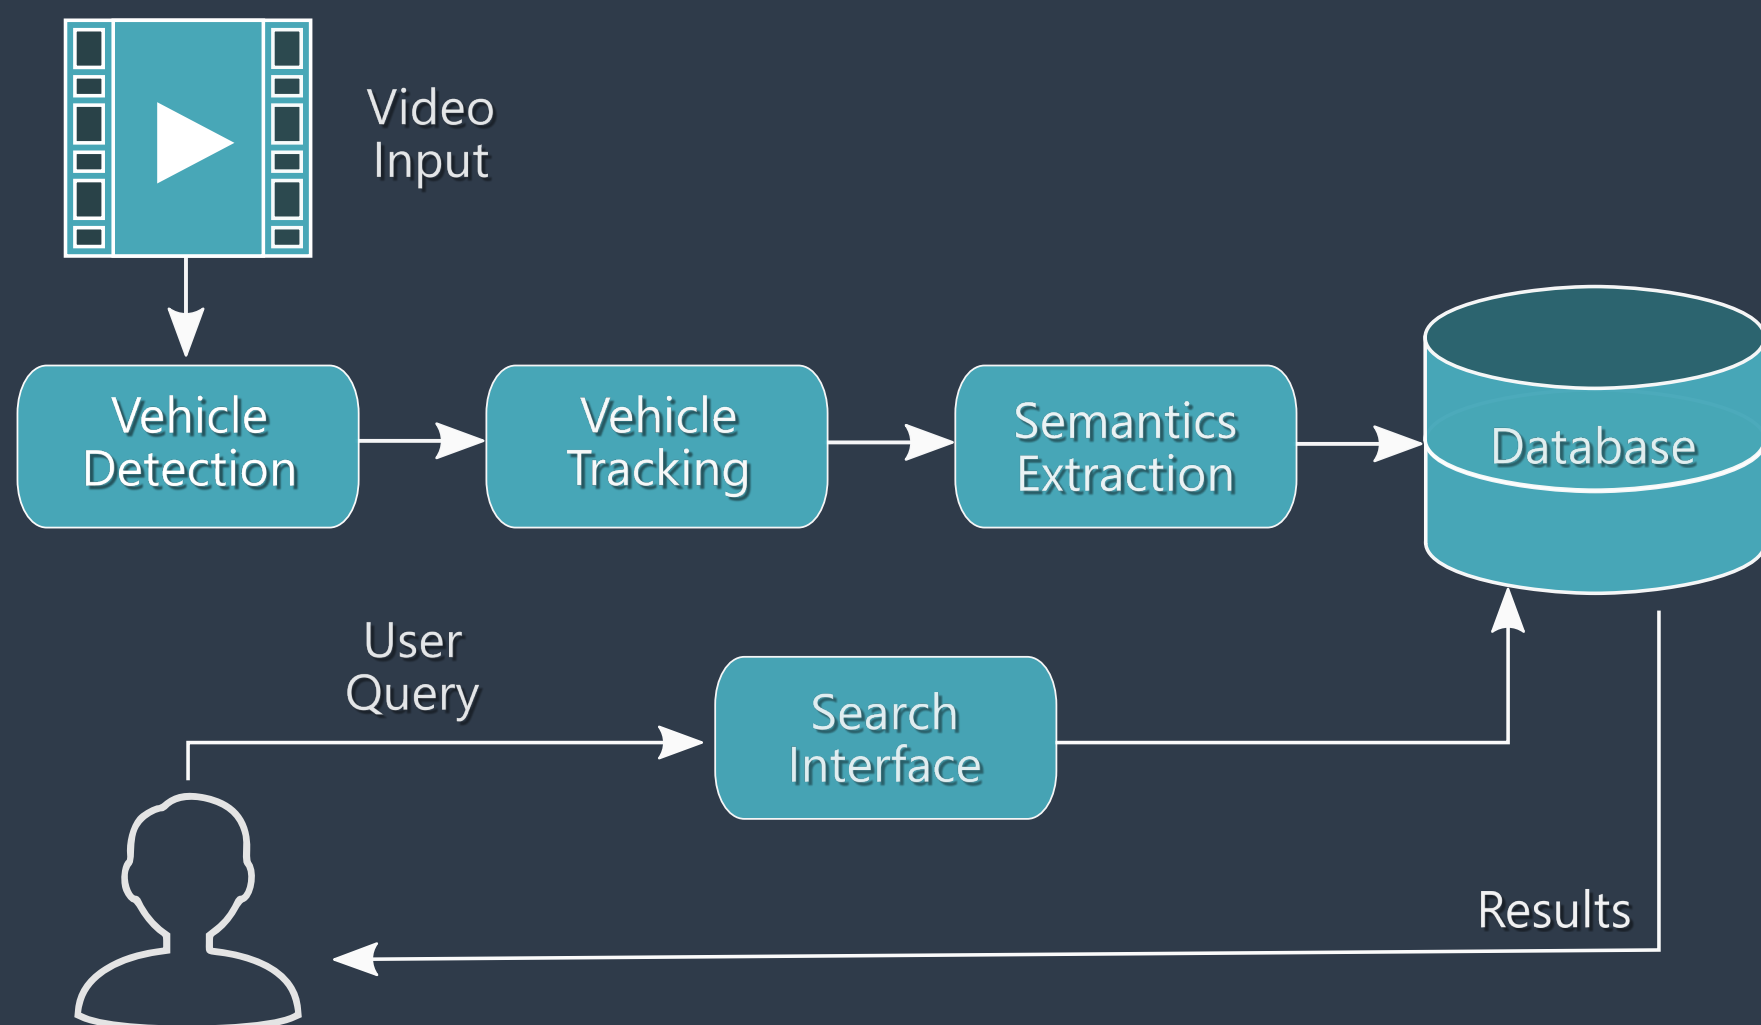 Video
Input
Vehicle
Detection
Vehicle
Tracking
Semantics
Extraction
Database
User
Query
Search
Interface
Results